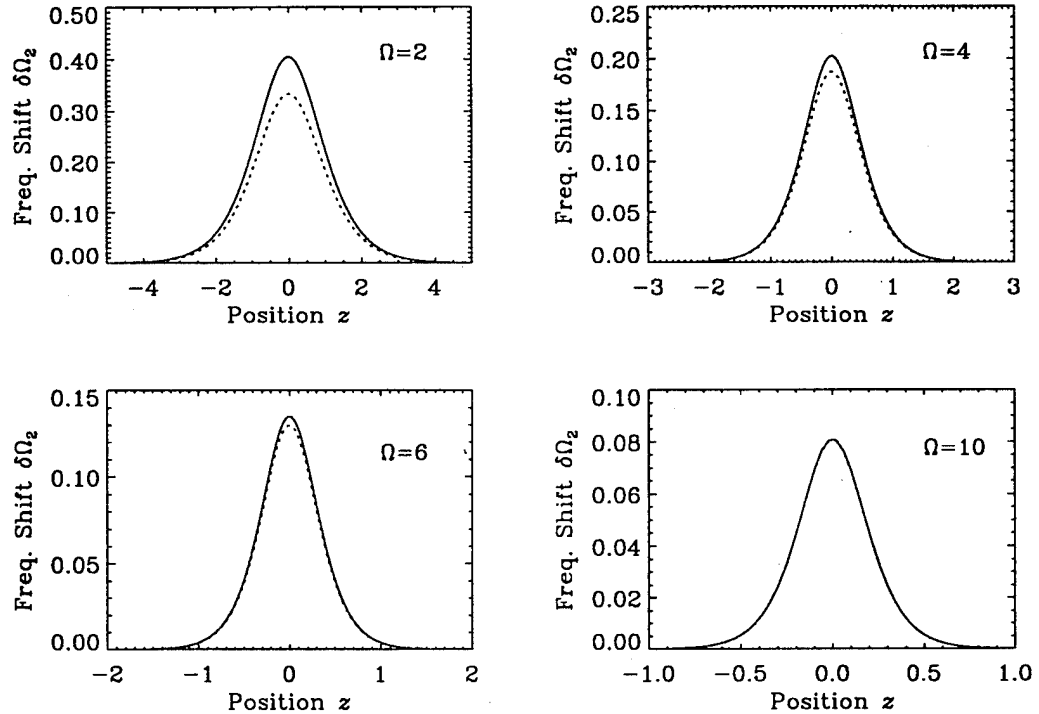 0.50
0.40
0.30
0.20
0.10
0.00
Freq. Shift δΩ₂
Ω=2
−4 −2 0 2 4
Position z
0.25
0.20
0.15
0.10
0.05
0.00
Freq. Shift δΩ₂
Ω=4
−3 −2 −1 0 1 2 3
Position z
0.15
0.10
0.05
0.00
Freq. Shift δΩ₂
Ω=6
−2 −1 0 1 2
Position z
0.10
0.08
0.06
0.04
0.02
0.00
Freq. Shift δΩ₂
Ω=10
−1.0 −0.5 0.0 0.5 1.0
Position z